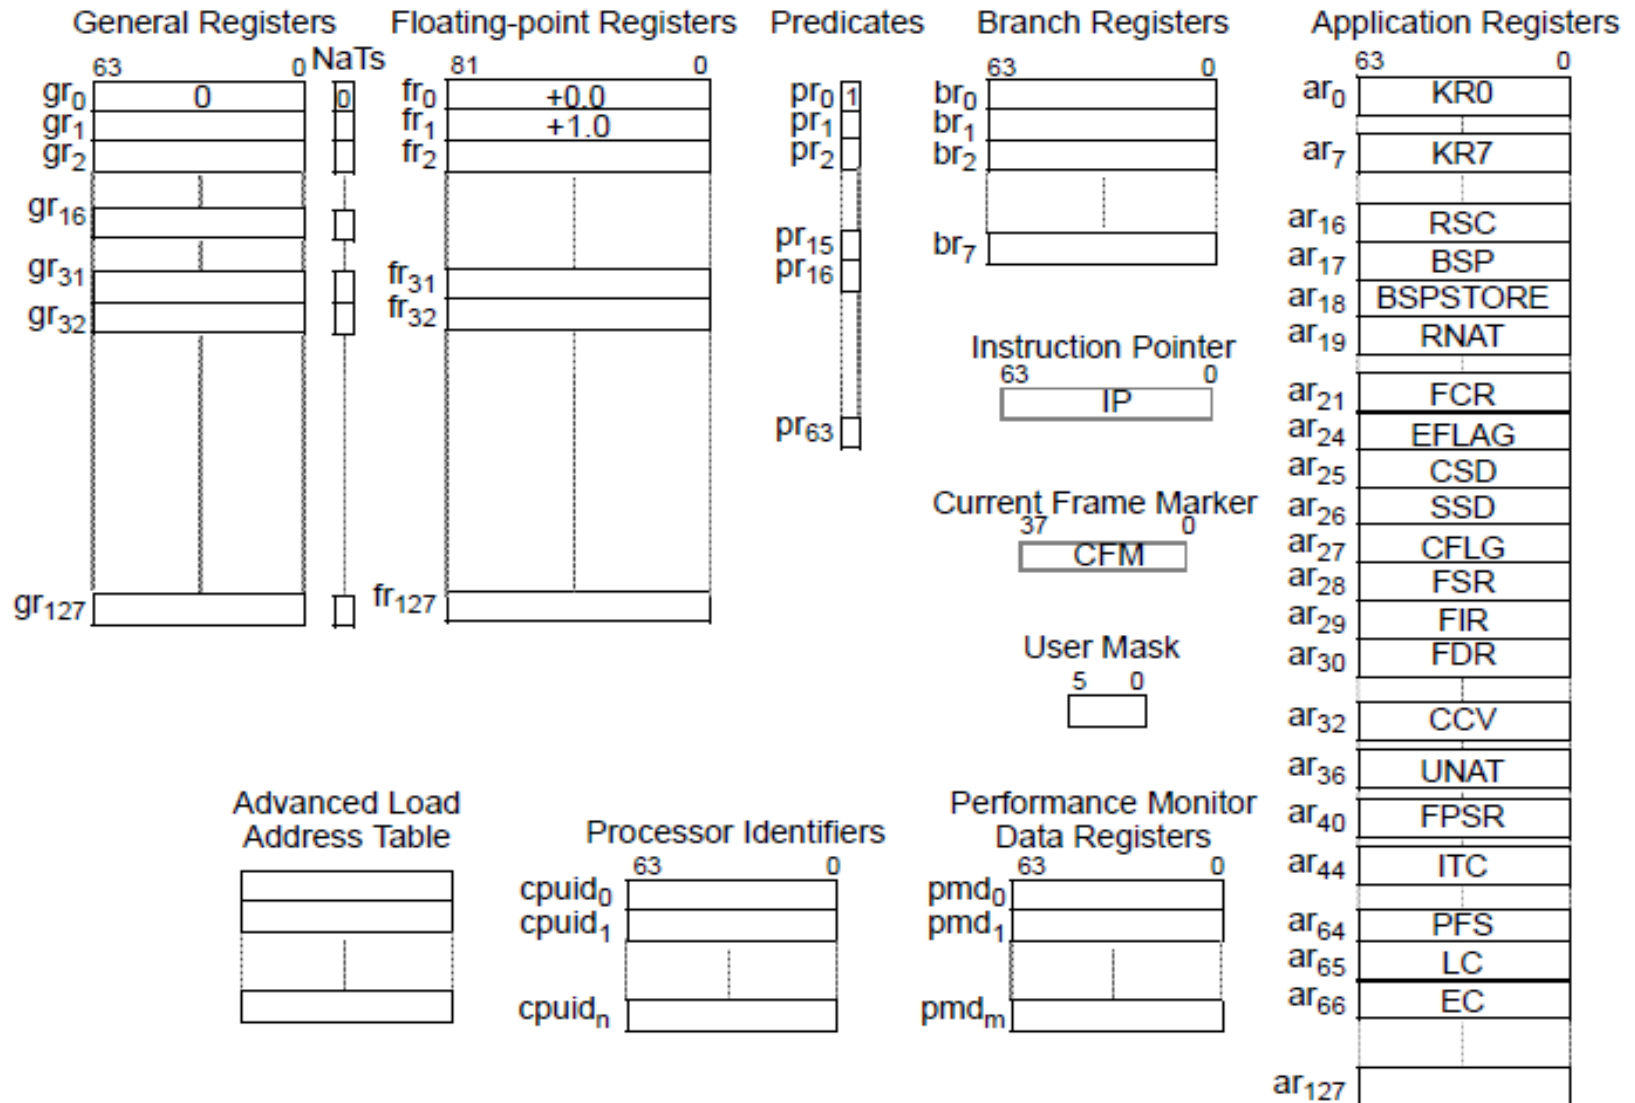 General Registers
63 0
NaTs
gr0 0 0
gr1
gr2
gr16
gr31
gr32
gr127
Floating-point Registers
81 0
fr0 +0.0
fr1 +1.0
fr2
fr31
fr32
fr127
Predicates
pr0 1
pr1
pr2
pr15
pr16
pr63
Branch Registers
63 0
br0
br1
br2
br7
Instruction Pointer
63 0
IP
Current Frame Marker
37 0
CFM
User Mask
5 0
Application Registers
63 0
ar0 KR0
ar7 KR7
ar16 RSC
ar17 BSP
ar18 BSPSTORE
ar19 RNAT
ar21 FCR
ar24 EFLAG
ar25 CSD
ar26 SSD
ar27 CFLG
ar28 FSR
ar29 FIR
ar30 FDR
ar32 CCV
ar36 UNAT
ar40 FPSR
ar44 ITC
ar64 PFS
ar65 LC
ar66 EC
ar127
Advanced Load
Address Table
Processor Identifiers
63 0
cpuid0
cpuid1
cpuidn
Performance Monitor
Data Registers
63 0
pmd0
pmd1
pmdm